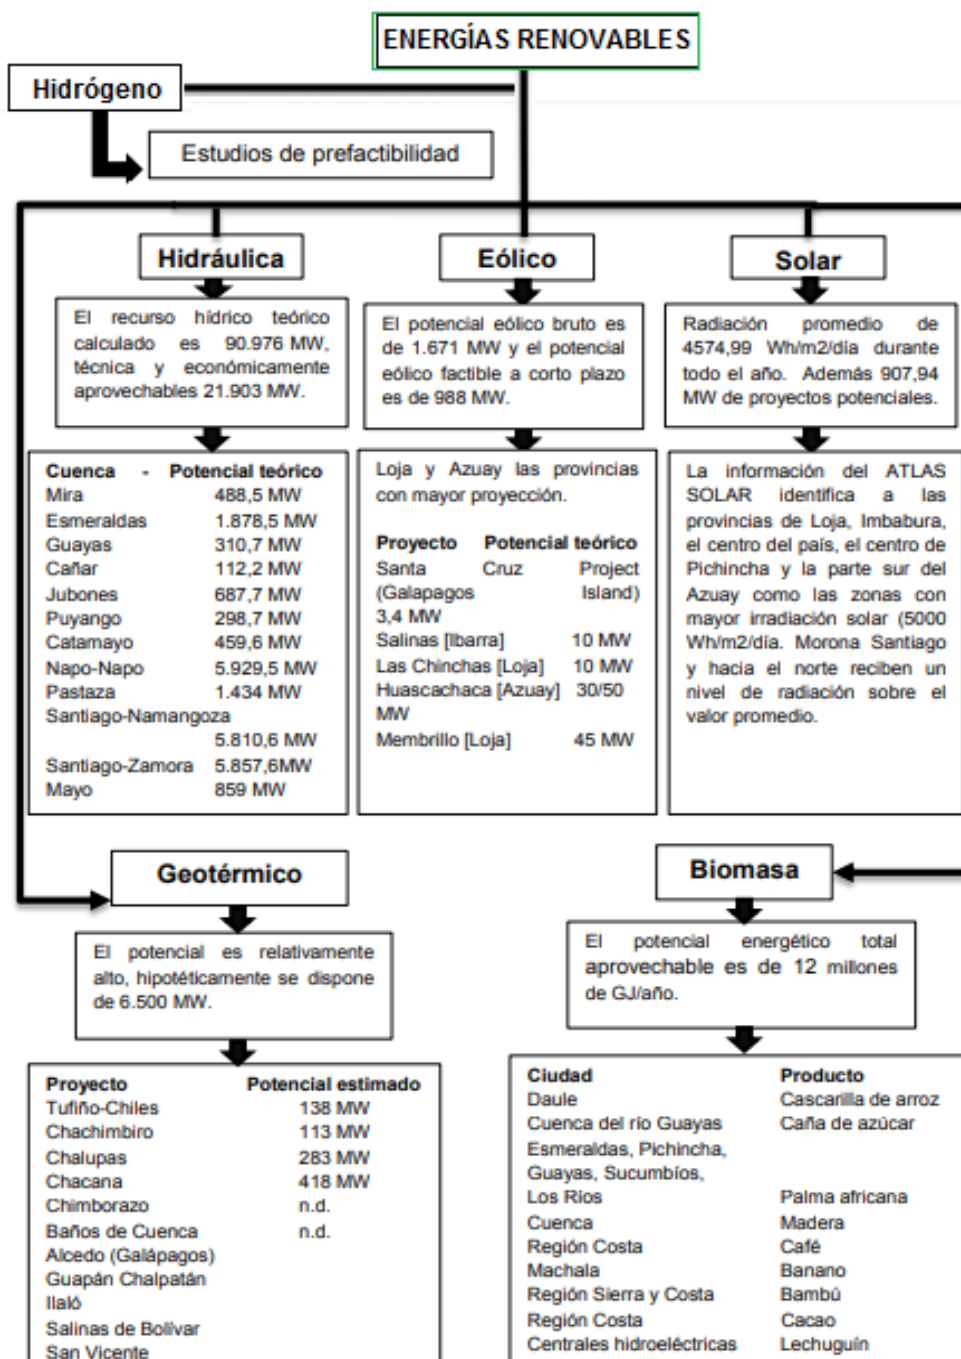 ENERGÍAS RENOVABLES
Hidrógeno
Estudios de prefactibilidad
Hidráulica
El recurso hídrico teórico
calculado es 90.976 MW,
técnica y económicamente
aprovechables 21.903 MW.
Cuenca - Potencial teórico
Mira 488,5 MW
Esmeraldas 1.878,5 MW
Guayas 310,7 MW
Cañar 112,2 MW
Jubones 687,7 MW
Puyango 298,7 MW
Catamayo 459,6 MW
Napo-Napo 5.929,5 MW
Pastaza 1.434 MW
Santiago-Namangoza
5.810,6 MW
Santiago-Zamora 5.857,6MW
Mayo 859 MW
Eólico
El potencial eólico bruto es
de 1.671 MW y el potencial
eólico factible a corto plazo
es de 988 MW.
Loja y Azuay las provincias
con mayor proyección.
Proyecto Potencial teórico
Santa Cruz Project
(Galapagos Island)
3,4 MW
Salinas [Ibarra] 10 MW
Las Chinchas [Loja] 10 MW
Huascachaca [Azuay] 30/50
MW
Membrillo [Loja] 45 MW
Solar
Radiación promedio de
4574,99 Wh/m2/día durante
todo el año. Además 907,94
MW de proyectos potenciales.
La información del ATLAS
SOLAR identifica a las
provincias de Loja, Imbabura,
el centro del país, el centro de
Pichincha y la parte sur del
Azuay como las zonas con
mayor irradiación solar (5000
Wh/m2/día. Morona Santiago
y hacia el norte reciben un
nivel de radiación sobre el
valor promedio.
Geotérmico
El potencial es relativamente
alto, hipotéticamente se dispone
de 6.500 MW.
Proyecto Potencial estimado
Tufiño-Chiles 138 MW
Chachimbiro 113 MW
Chalupas 283 MW
Chacana 418 MW
Chimborazo n.d.
Baños de Cuenca n.d.
Alcedo (Galápagos)
Guapán Chalpatán
Ilaló
Salinas de Bolívar
San Vicente
Biomasa
El potencial energético total
aprovechable es de 12 millones
de GJ/año.
Ciudad Producto
Daule Cascarilla de arroz
Cuenca del río Guayas Caña de azúcar
Esmeraldas, Pichincha,
Guayas, Sucumbíos,
Los Ríos Palma africana
Cuenca Madera
Región Costa Café
Machala Banano
Región Sierra y Costa Bambú
Región Costa Cacao
Centrales hidroeléctricas Lechuguín